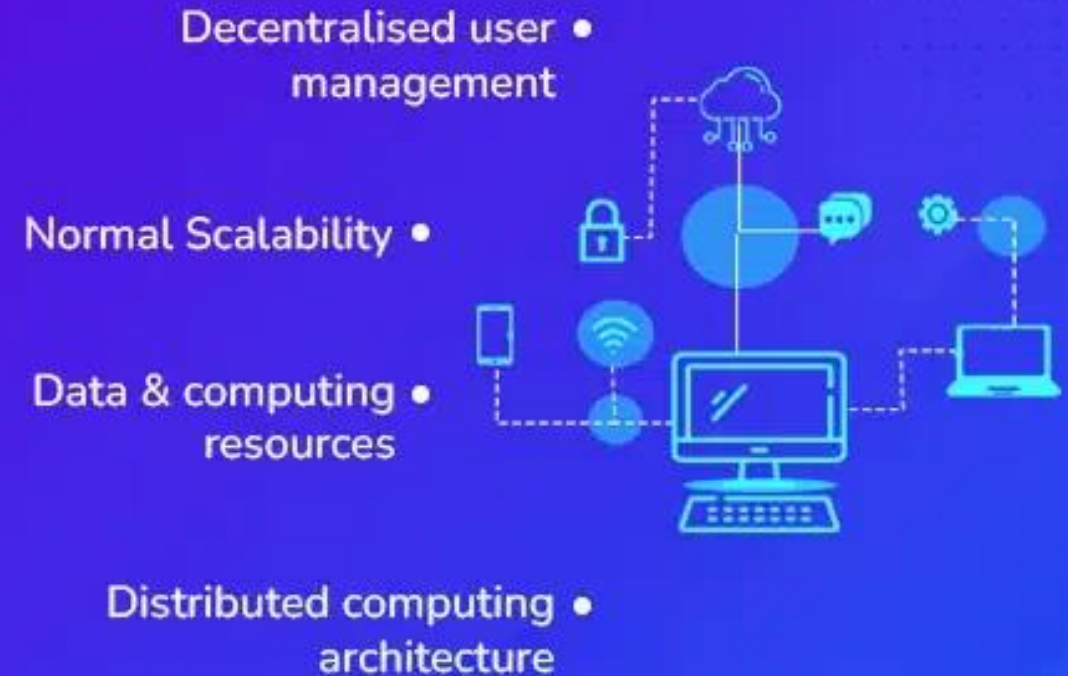 Decentralised user
management
Normal Scalability
Data & computing
resources
Distributed computing
architecture